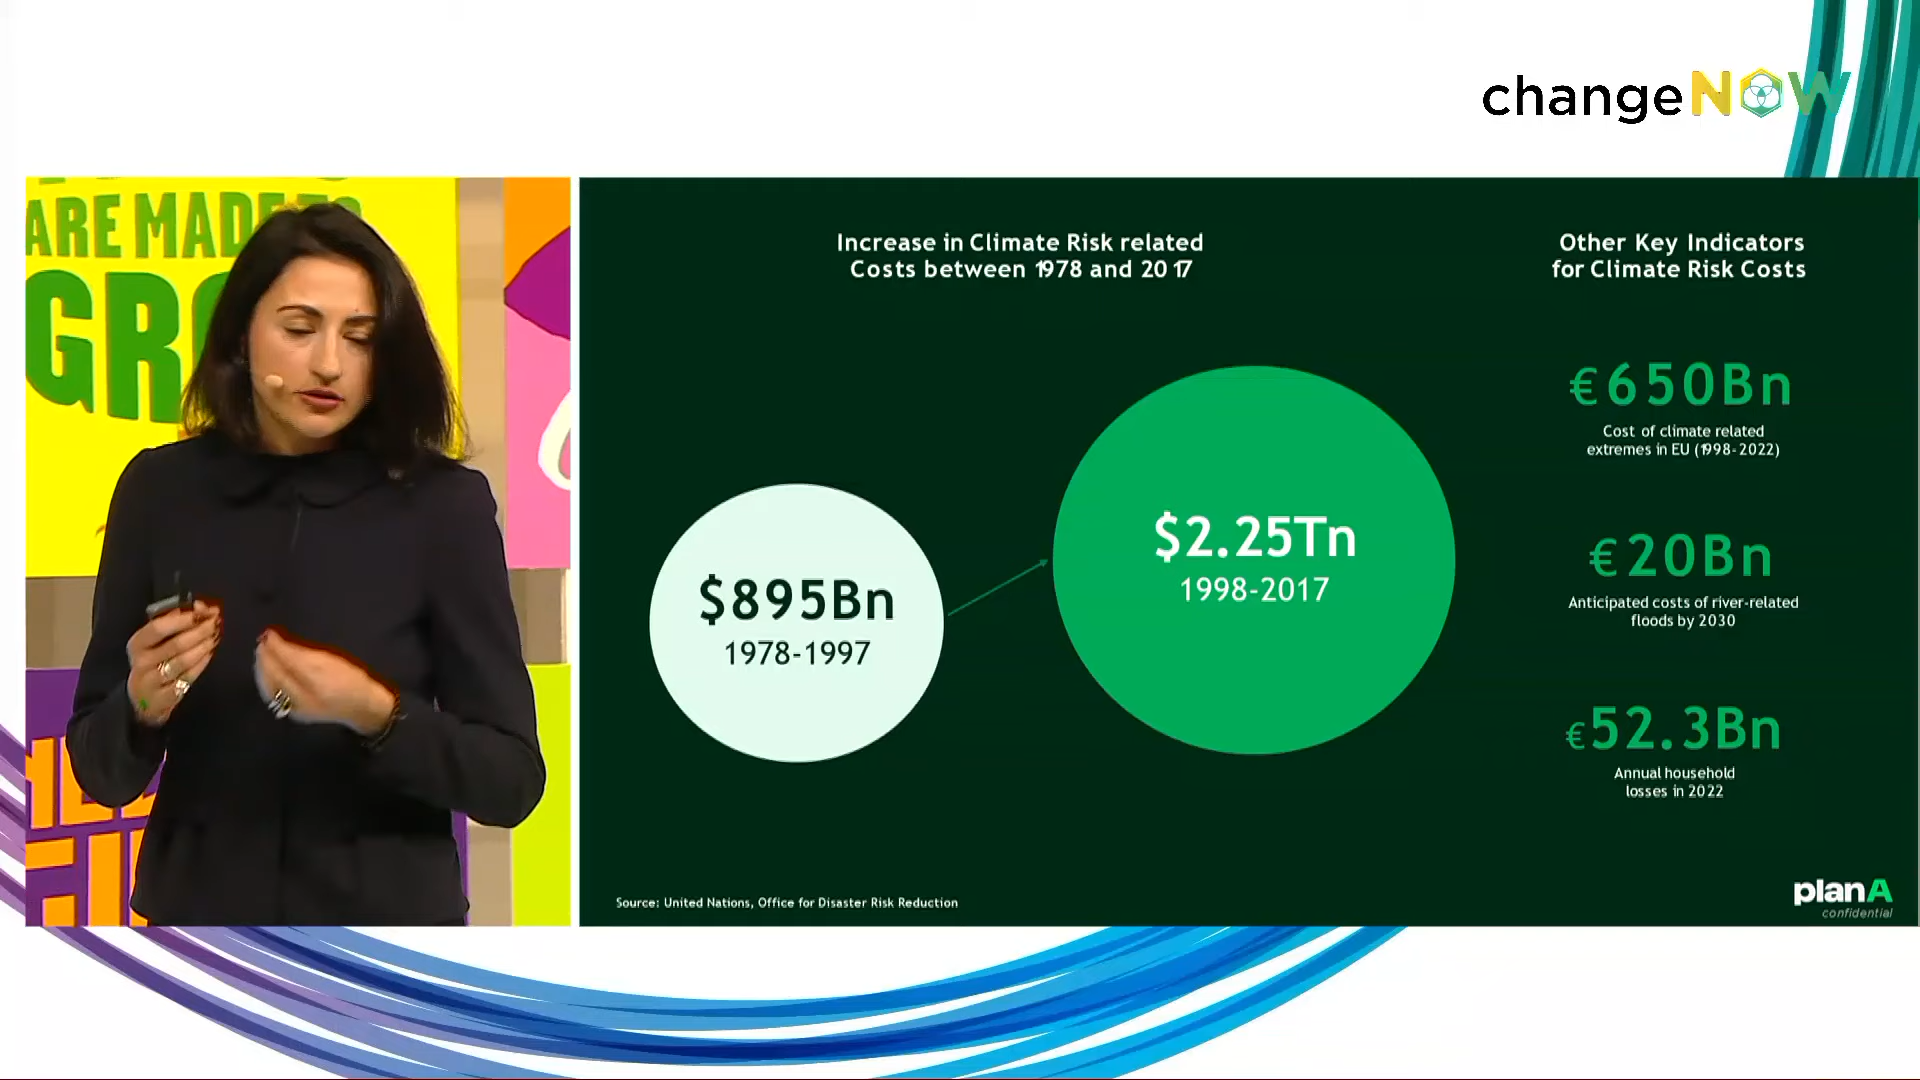 changeNOW
ARE MADE TO
GRO
Increase in Climate Risk related
Costs between 1978 and 2017
Other Key Indicators
for Climate Risk Costs
€650Bn
Cost of climate related
extremes in EU (1998-2022)
$2.25Tn
1998-2017
€20Bn
Anticipated costs of river-related
floods by 2030
$895Bn
1978-1997
€52.3Bn
Annual household
losses in 2022
Source: United Nations, Office for Disaster Risk Reduction
planA
confidential